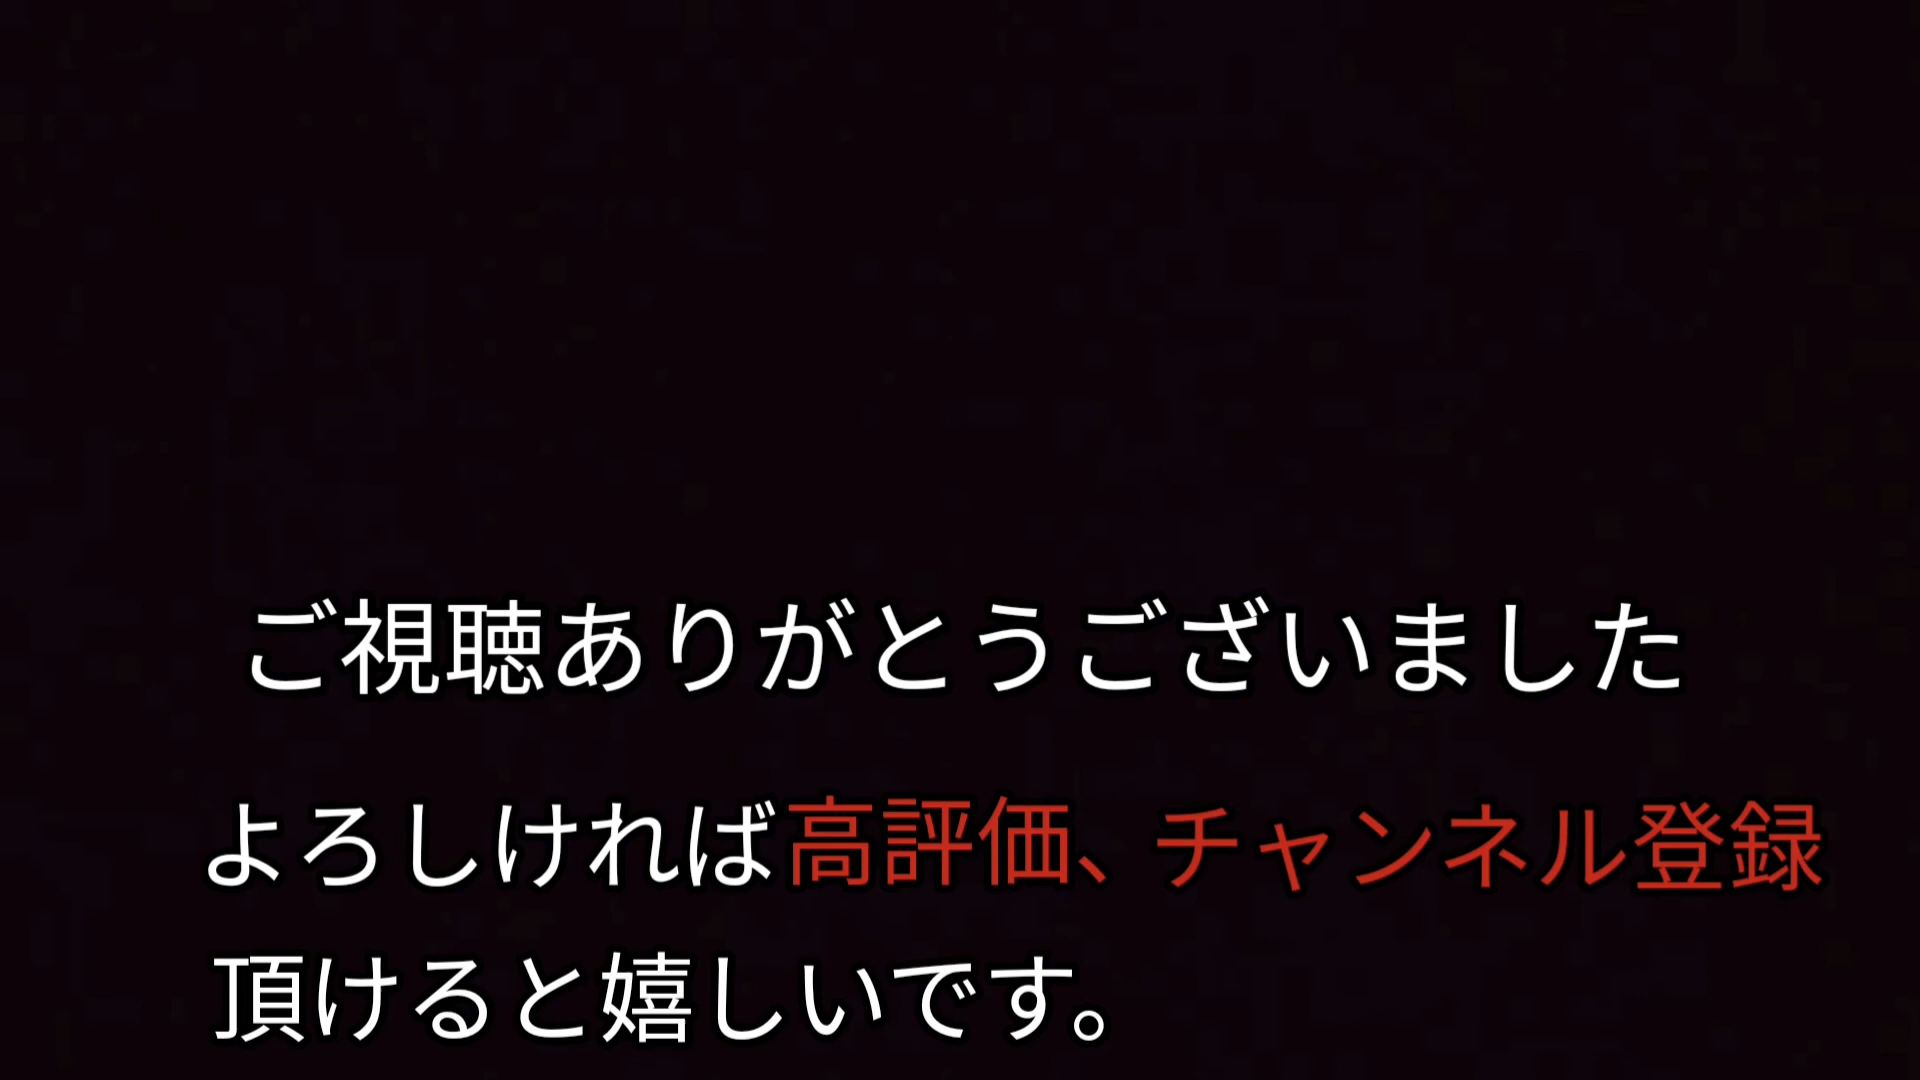 ご視聴ありがとうございました
よろしければ高評価、チャンネル登録
頂けると嬉しいです。